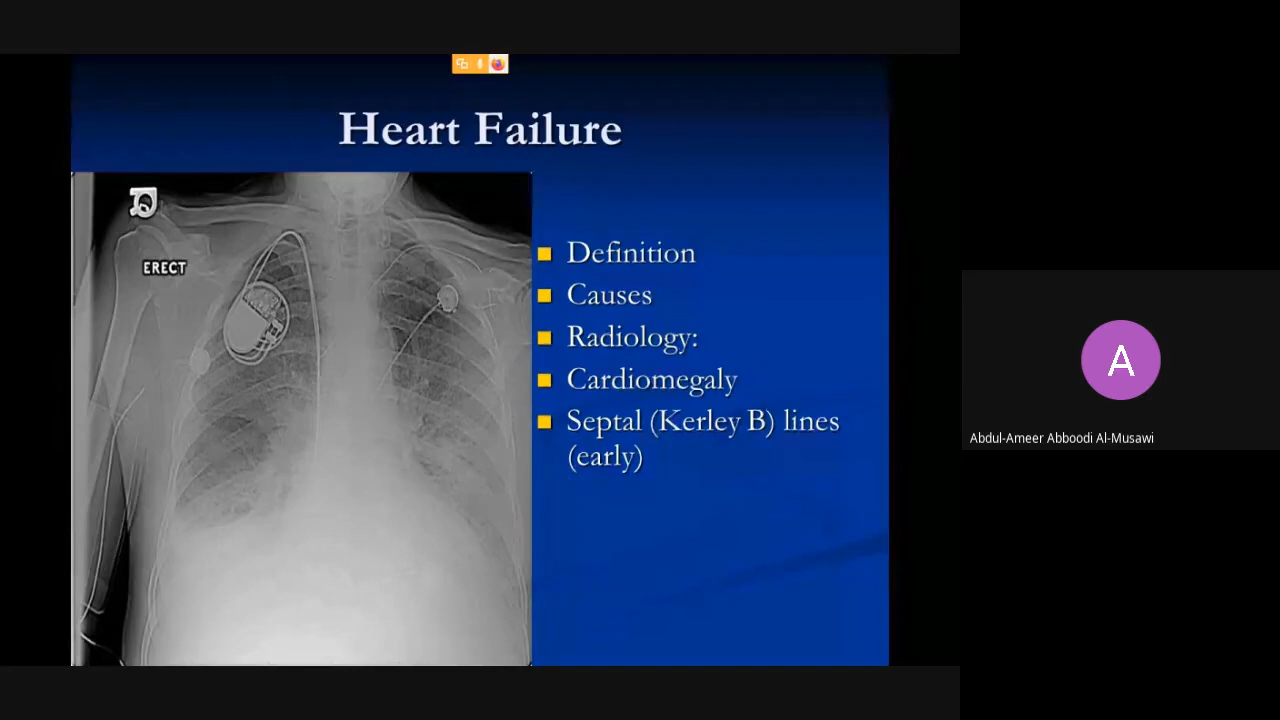 Heart Failure
ERECT
Definition
Causes
Radiology:
Cardiomegaly
Septal (Kerley B) lines
(early)
A
Abdul-Ameer Abboodi Al-Musawi